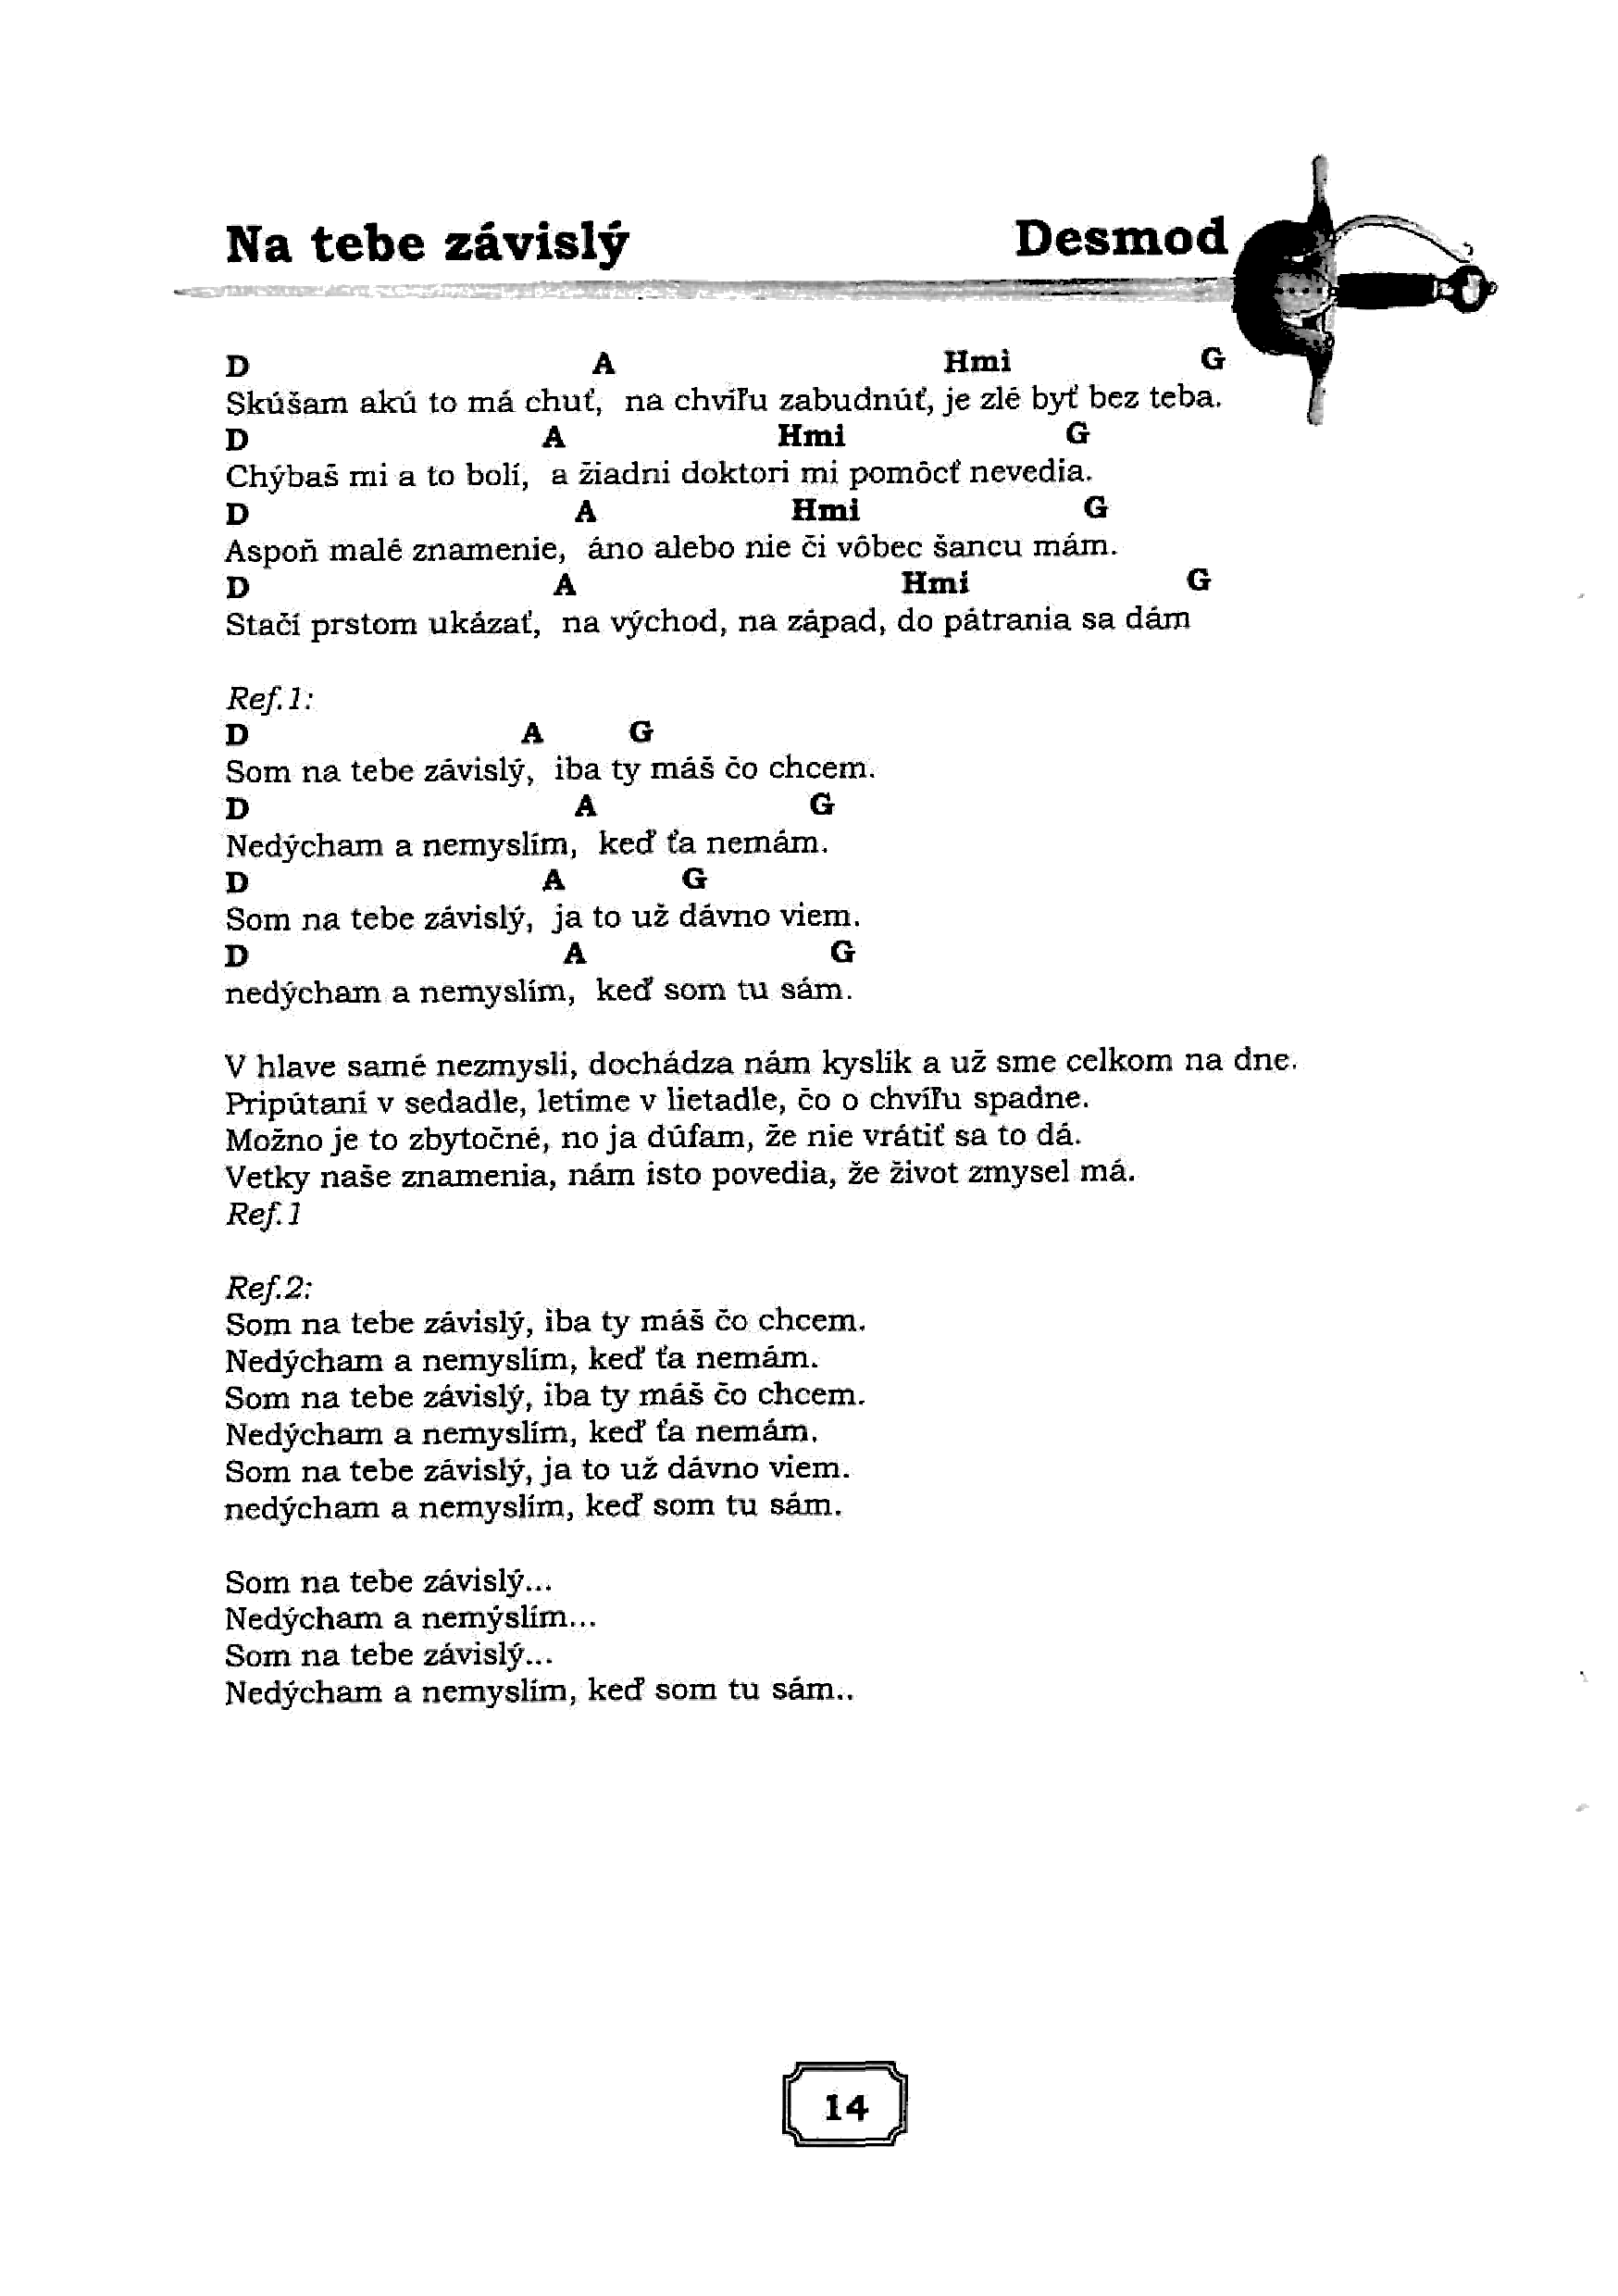 Na tebe závislý Desmod
D A Hmi G
Skúšam akú to má chuť, na chvíľu zabudnúť, je zlé byť bez teba.
D A Hmi G
Chýbaš mi a to bolí, a žiadni doktori mi pomôcť nevedia.
D A Hmi G
Aspoň malé znamenie, áno alebo nie či vôbec šancu mám.
D A Hmi G
Stačí prstom ukázať, na východ, na západ, do pátrania sa dám
Ref.1:
D A G
Som na tebe závislý, iba ty máš čo chcem.
D A G
Nedýcham a nemyslím, keď ťa nemám.
D A G
Som na tebe závislý, ja to už dávno viem.
D A G
nedýcham a nemyslím, keď som tu sám.
V hlave samé nezmysli, dochádza nám kyslík a už sme celkom na dne.
Pripútaní v sedadle, letíme v lietadle, čo o chvíľu spadne.
Možno je to zbytočné, no ja dúfam, že nie vrátiť sa to dá.
Vetky naše znamenia, nám isto povedia, že život zmysel má.
Ref.1
Ref.2:
Som na tebe závislý, iba ty máš čo chcem.
Nedýcham a nemyslím, keď ťa nemám.
Som na tebe závislý, iba ty máš čo chcem.
Nedýcham a nemyslím, keď ťa nemám.
Som na tebe závislý, ja to už dávno viem.
nedýcham a nemyslím, keď som tu sám.
Som na tebe závislý...
Nedýcham a nemýslím...
Som na tebe závislý...
Nedýcham a nemyslím, keď som tu sám..
14